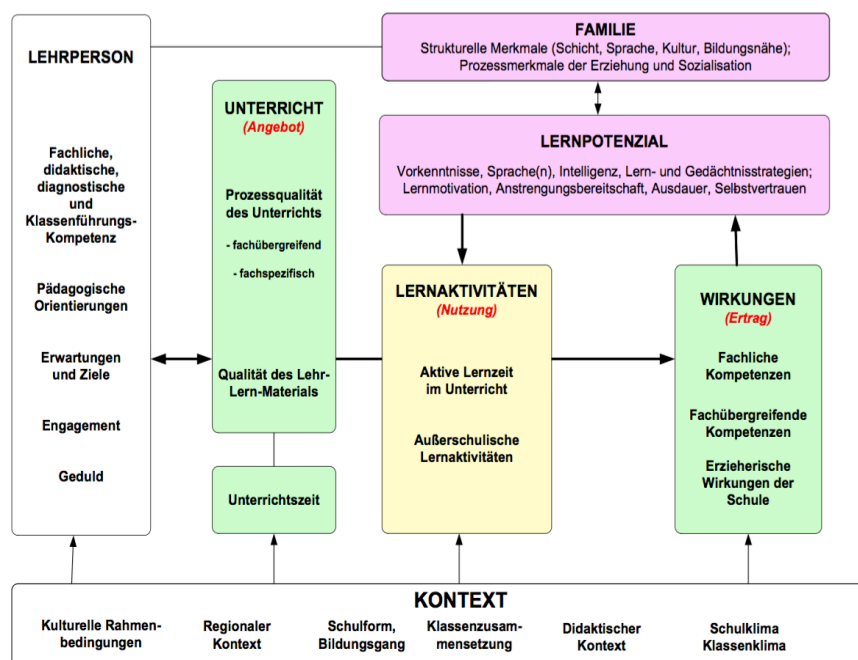 LEHRPERSON
Fachliche,
didaktische,
diagnostische
und
Klassenführungs-
Kompetenz
Pädagogische
Orientierungen
Erwartungen
und Ziele
Engagement
Geduld
UNTERRICHT
(Angebot)
Prozessqualität
des Unterrichts
- fachübergreifend
- fachspezifisch
Qualität des Lehr-
Lern-Materials
Unterrichtszeit
FAMILIE
Strukturelle Merkmale (Schicht, Sprache, Kultur, Bildungsnähe);
Prozessmerkmale der Erziehung und Sozialisation
LERNPOTENZIAL
Vorkenntnisse, Sprache(n), Intelligenz, Lern- und Gedächtnisstrategien;
Lernmotivation, Anstrengungsbereitschaft, Ausdauer, Selbstvertrauen
LERNAKTIVITÄTEN
(Nutzung)
Aktive Lernzeit
im Unterricht
Außerschulische
Lernaktivitäten
WIRKUNGEN
(Ertrag)
Fachliche
Kompetenzen
Fachübergreifende
Kompetenzen
Erzieherische
Wirkungen der
Schule
KONTEXT
Kulturelle Rahmen-
bedingungen
Regionaler
Kontext
Schulform,
Bildungsgang
Klassenzusam-
mensetzung
Didaktischer
Kontext
Schulklima
Klassenklima